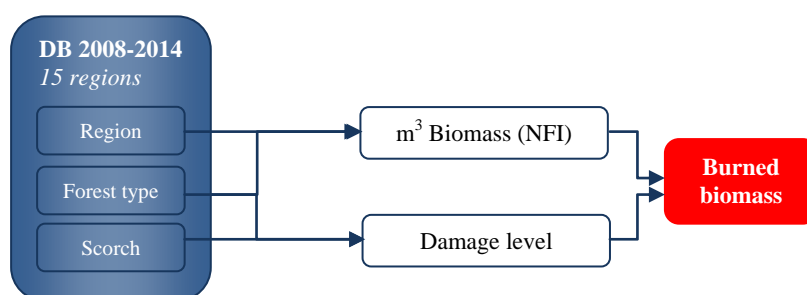 DB 2008-2014
15 regions
Region
Forest type
Scorch
m³ Biomass (NFI)
Damage level
Burned
biomass